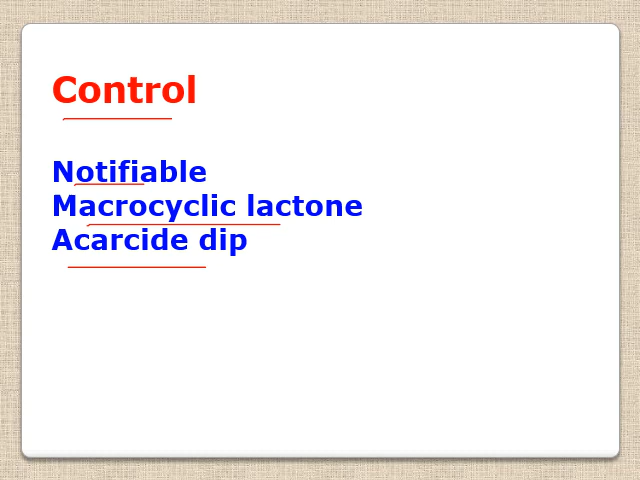 Control
Notifiable
Macrocyclic lactone
Acarcide dip